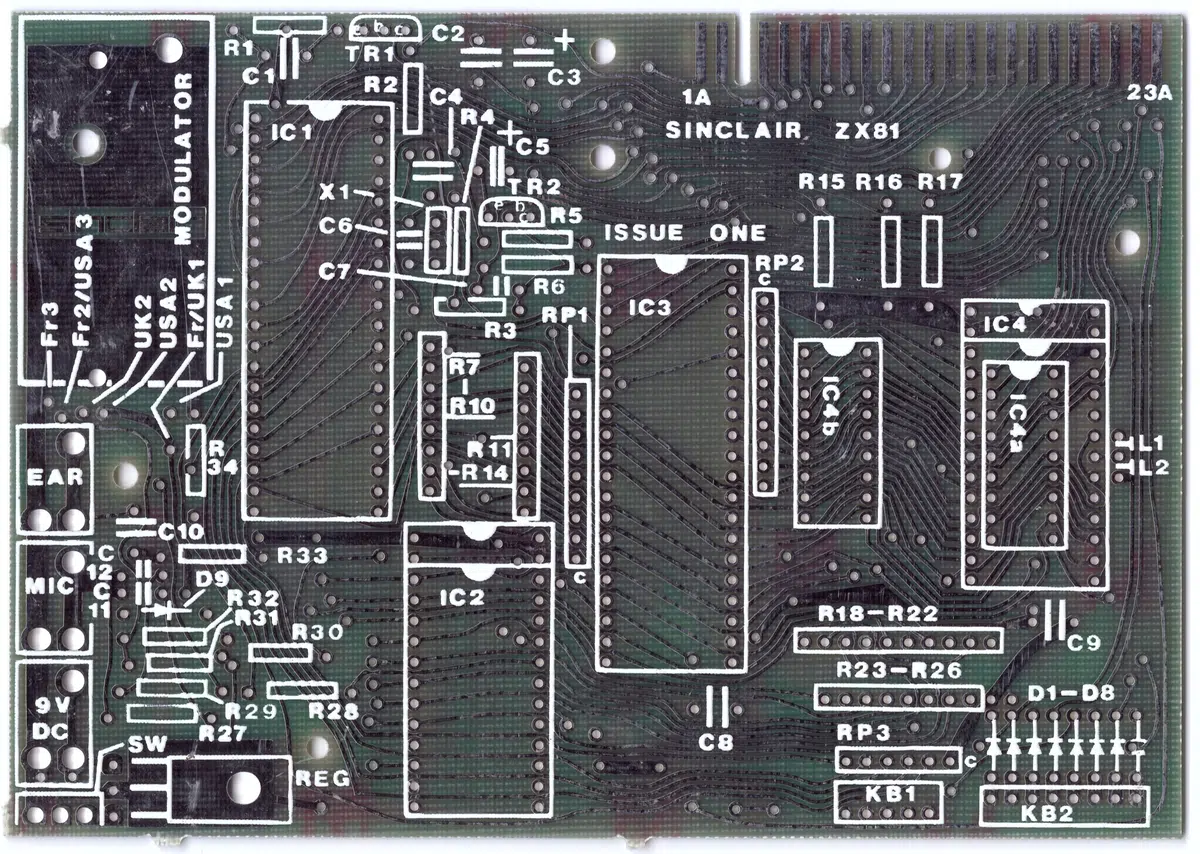 R1
e b c
TR1
C2
+
C3
C1
R2
C4
R4
1A
23A
SINCLAIR ZX81
IC1
+
C5
MODULATOR
X1
TR2
e b c
R15 R16 R17
C6
R5
ISSUE ONE
C7
R6
RP2
c
Fr3
Fr2/USA3
UK2
USA2
Fr/UK1
USA1
R3
RP1
IC3
IC4
R7
R10
IC4b
IC4a
R11
-R14
R
34
L1
L2
EAR
C10
R33
c
MIC
C
12
C
11
D9
R32
R31
IC2
R18-R22
R30
C9
R23-R26
9V
DC
R29
R28
D1-D8
R27
C8
RP3
c
SW
REG
KB1
KB2